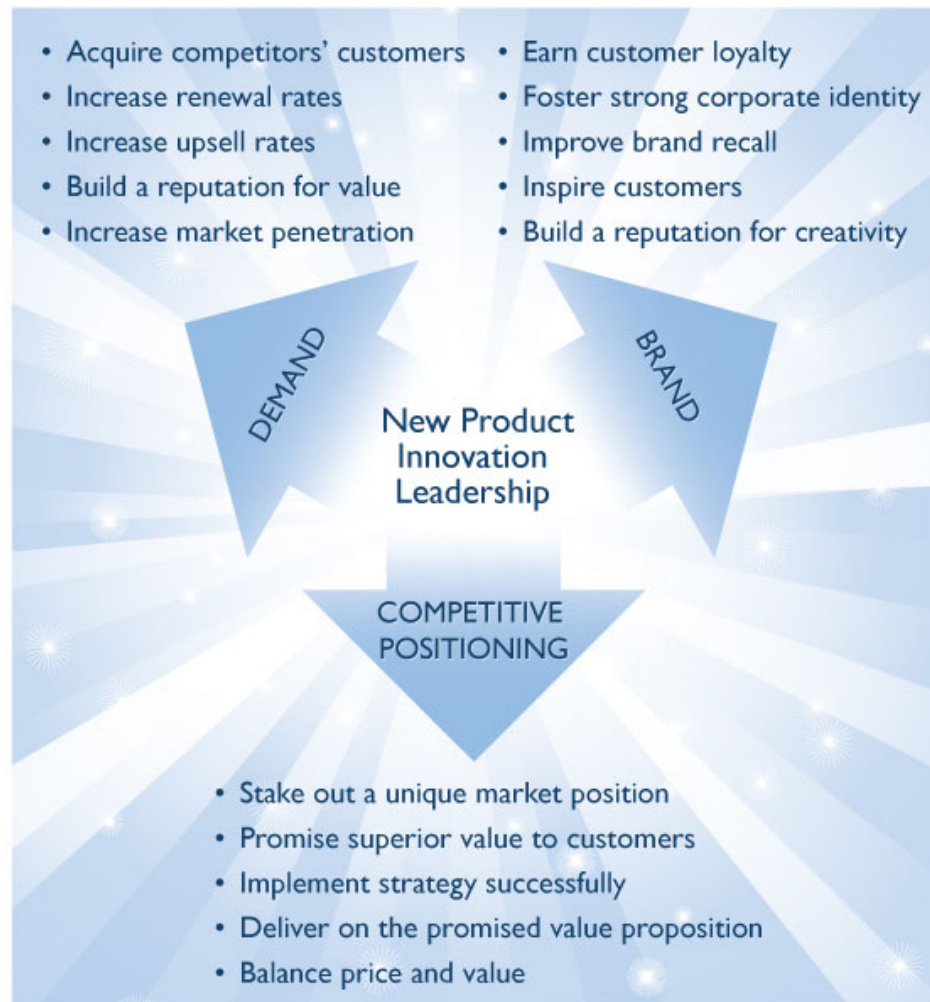 • Acquire competitors' customers
• Increase renewal rates
• Increase upsell rates
• Build a reputation for value
• Increase market penetration
• Earn customer loyalty
• Foster strong corporate identity
• Improve brand recall
• Inspire customers
• Build a reputation for creativity
DEMAND
BRAND
New Product
Innovation
Leadership
COMPETITIVE
POSITIONING
• Stake out a unique market position
• Promise superior value to customers
• Implement strategy successfully
• Deliver on the promised value proposition
• Balance price and value